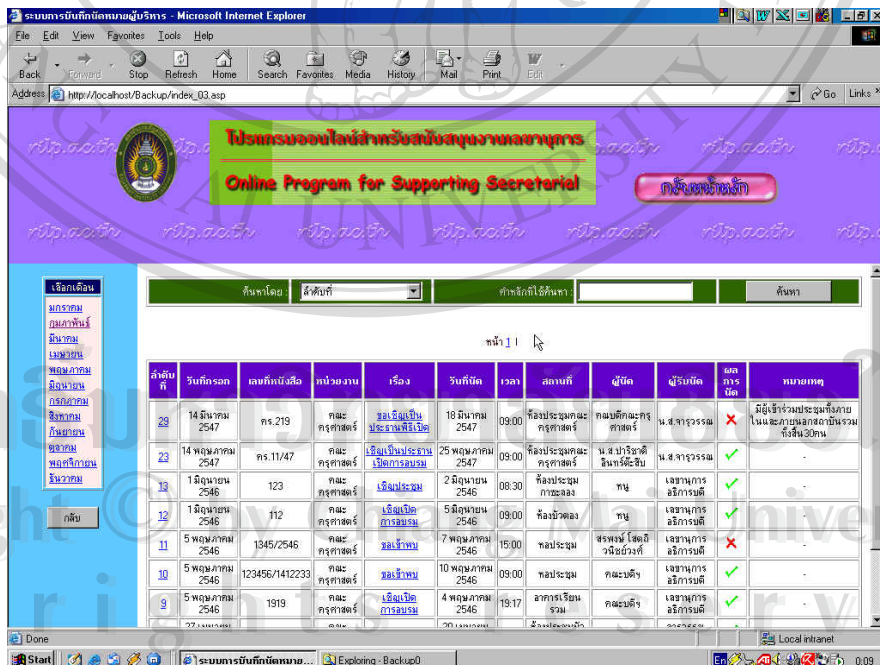 ระบบการบันทึกนัดหมายผู้บริหาร - Microsoft Internet Explorer
File Edit View Favorites Tools Help
Back Forward Stop Refresh Home Search Favorites Media History Mail Print Edit
Address http://localhost/Backup/index_03.asp Go Links
โปรแกรมออนไลน์สำหรับสนับสนุนงานเลขานุการ
Online Program for Supporting Secretarial
กลับหน้าหลัก
เลือกเดือน
มกราคม
กุมภาพันธ์
มีนาคม
เมษายน
พฤษภาคม
มิถุนายน
กรกฎาคม
สิงหาคม
กันยายน
ตุลาคม
พฤศจิกายน
ธันวาคม
กลับ
ค้นหาโดย : ลำดับที่ คำหลักที่ใช้ค้นหา : ค้นหา
หน้า 1 |
ลำดับที่ วันที่กรอก เลขที่หนังสือ หน่วยงาน เรื่อง วันที่นัด เวลา สถานที่ ผู้นัด ผู้รับนัด ผลการนัด หมายเหตุ
29 14 มีนาคม 2547 คร.219 คณะครุศาสตร์ ขอเชิญเป็นประธานพิธีเปิด 18 มีนาคม 2547 09:00 ห้องประชุมคณะครุศาสตร์ คณบดีคณะครุศาสตร์ น.ส.จารุวรรณ มีผู้เข้าร่วมประชุมทั้งภายในและภายนอกสถาบันรวมทั้งสิ้น30คน
23 14 พฤษภาคม 2547 คร.11/47 คณะครุศาสตร์ เชิญเป็นประธานเปิดการอบรม 25 พฤษภาคม 2547 09:00 ห้องประชุมคณะครุศาสตร์ น.ส.ปาริชาติ อินทร์ต๊ะสืบ น.ส.จารุวรรณ -
13 1 มิถุนายน 2546 123 คณะครุศาสตร์ เชิญประชุม 2 มิถุนายน 2546 08:30 ห้องประชุมกาซะลอง หนู เลขานุการอธิการบดี -
12 1 มิถุนายน 2546 112 คณะครุศาสตร์ เชิญเปิดการอบรม 5 มิถุนายน 2546 09:00 ห้องบัวตอง หนู เลขานุการอธิการบดี -
11 5 พฤษภาคม 2546 1345/2546 คณะครุศาสตร์ ขอเข้าพบ 7 พฤษภาคม 2546 15:00 หอประชุม สรพงษ์ โสตถิวนิชย์วงศ์ เลขานุการอธิการบดี -
10 5 พฤษภาคม 2546 123456/1412233 คณะครุศาสตร์ ขอเข้าพบ 10 พฤษภาคม 2546 09:00 หอประชุม คณะบดีฯ เลขานุการอธิการบดี -
9 5 พฤษภาคม 2546 1919 คณะครุศาสตร์ เชิญเปิดการอบรม 4 พฤษภาคม 2546 19:17 อาคารเรียนรวม คณะบดีฯ เลขานุการอธิการบดี -
Done Local intranet
Start ระบบการบันทึกนัดหมาย... Exploring - Backup0 En 0:09